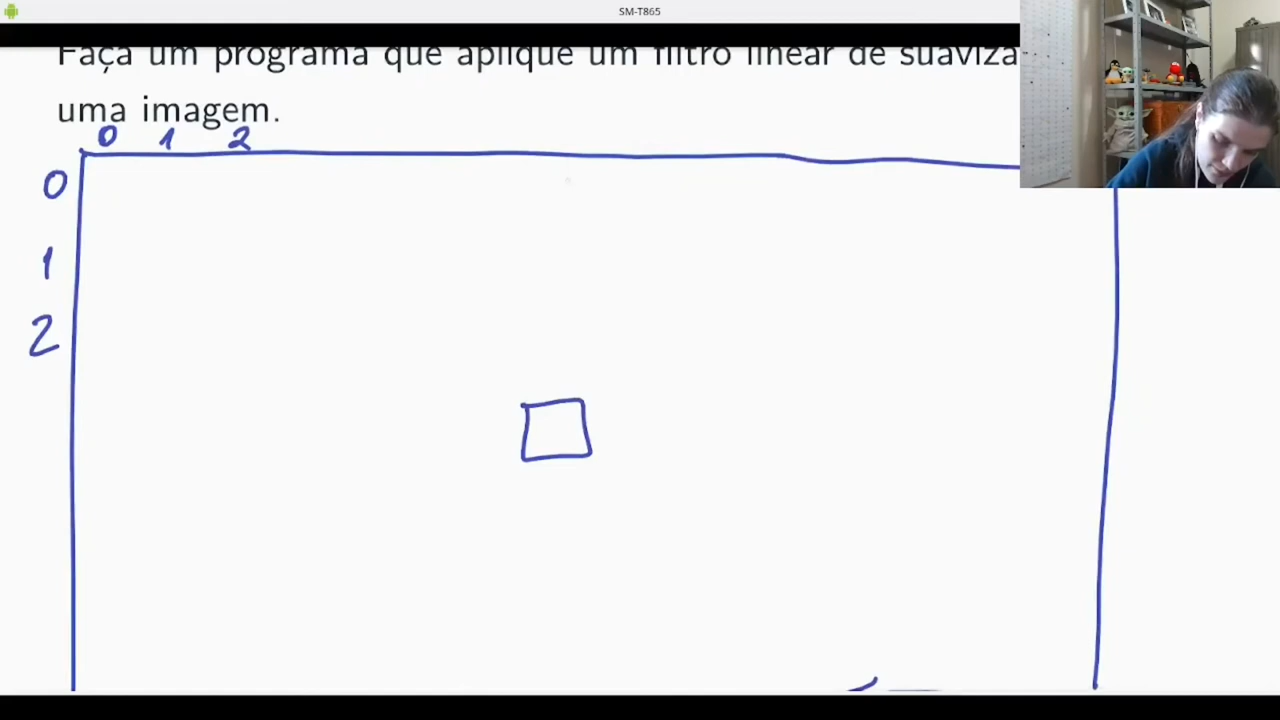 SM-T865
Faça um programa que aplique um filtro linear de
uma imagem.
0 1 2
0
1
2